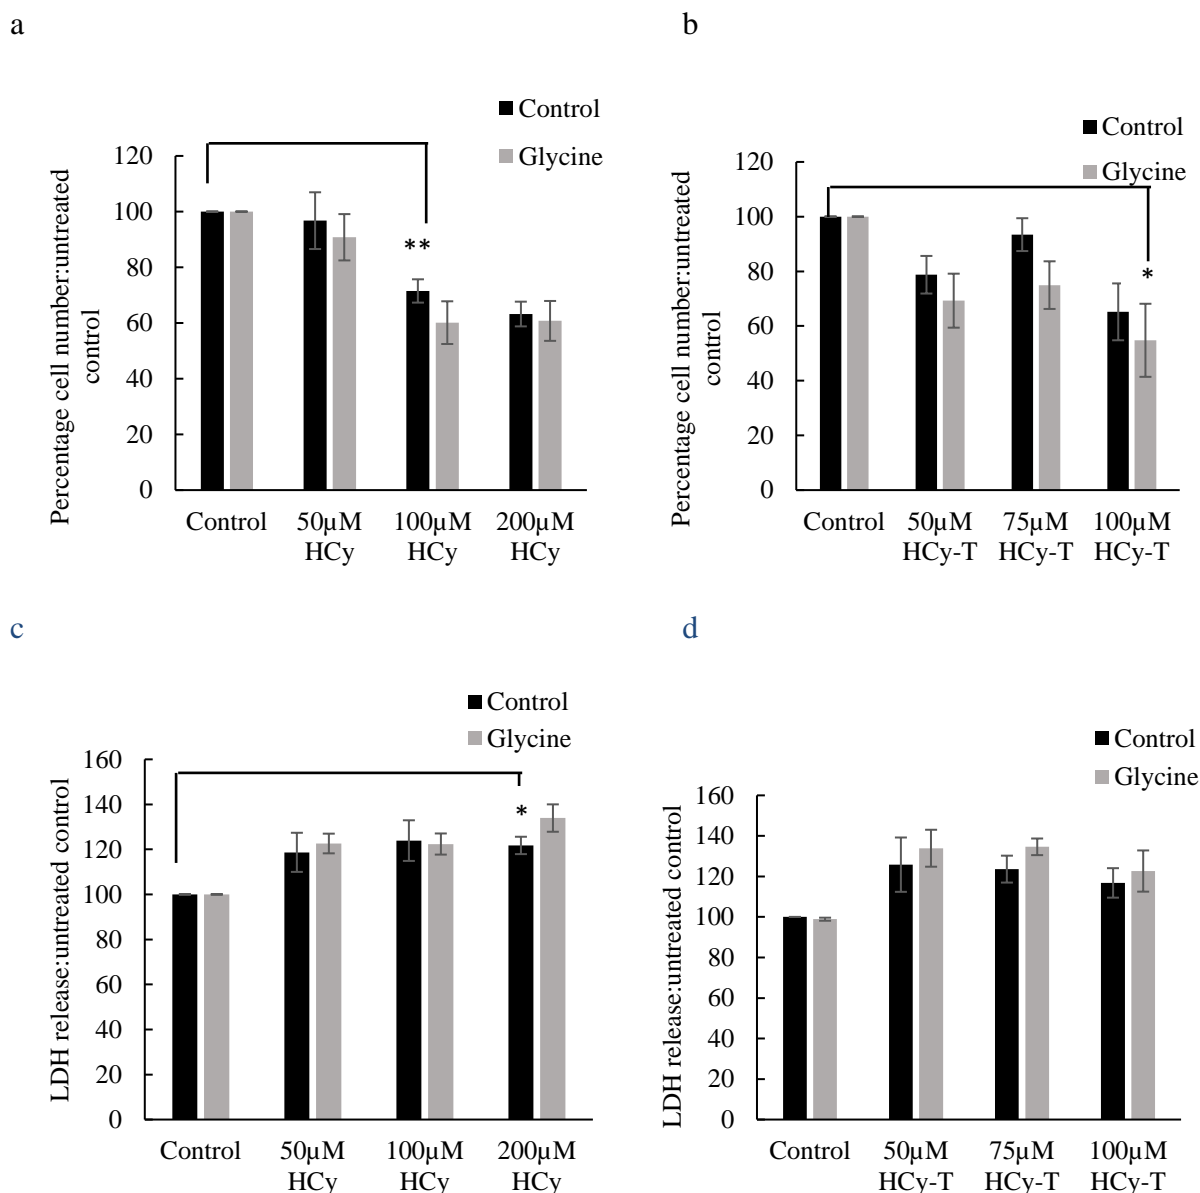 a
b
Control
Glycine
Percentage cell number:untreated
control
120
100
80
60
40
20
0
**
Control
50µM
HCy
100µM
HCy
200µM
HCy
Control
Glycine
Percentage cell number:untreated
control
120
100
80
60
40
20
0
*
Control
50µM
HCy-T
75µM
HCy-T
100µM
HCy-T
c
d
Control
Glycine
LDH release:untreated control
160
140
120
100
80
60
40
20
0
*
Control
50µM
HCy
100µM
HCy
200µM
HCy
Control
Glycine
LDH release:untreated control
160
140
120
100
80
60
40
20
0
Control
50µM
HCy-T
75µM
HCy-T
100µM
HCy-T